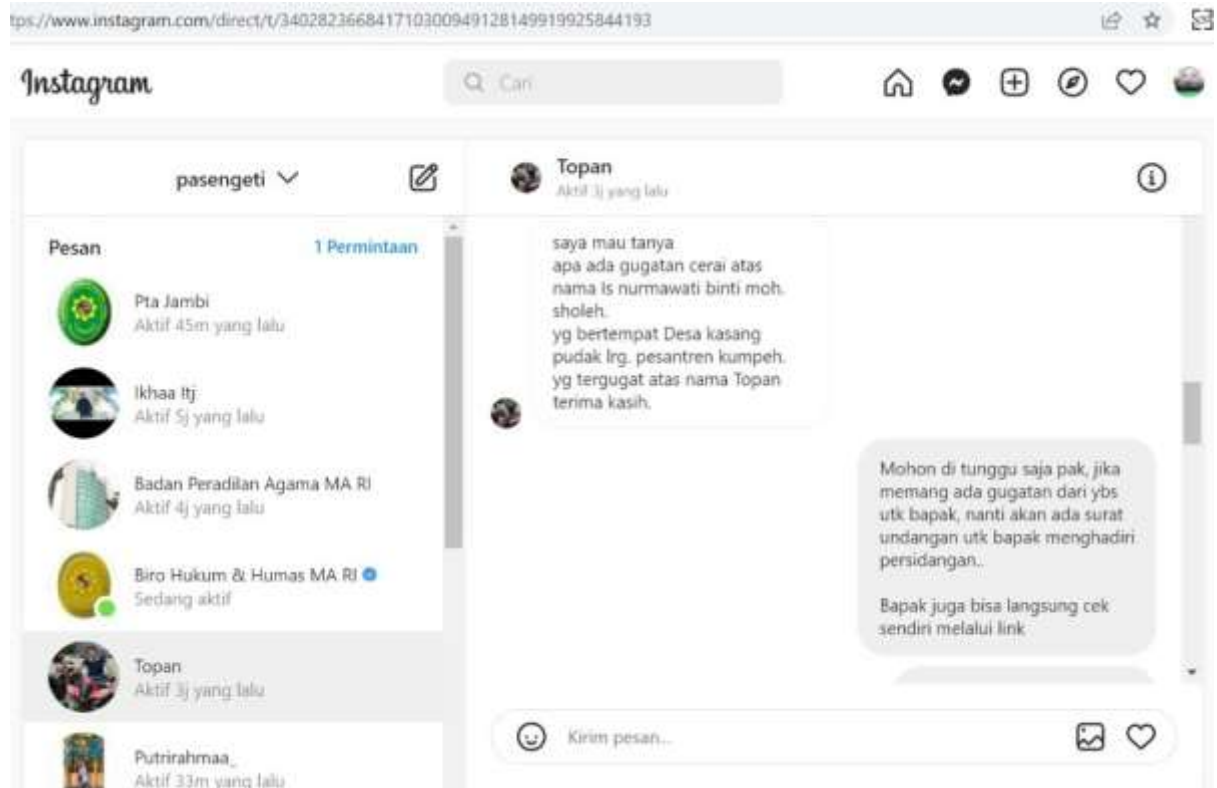 tps://www.instagram.com/direct/t/340282366841710300949128149919925844193
Instagram
Cari
pasengeti
Topan
Aktif 3j yang lalu
Pesan
1 Permintaan
Pta Jambi
Aktif 45m yang lalu
Ikhaa Itj
Aktif 5j yang lalu
Badan Peradilan Agama MA RI
Aktif 4j yang lalu
Biro Hukum & Humas MA RI
Sedang aktif
Topan
Aktif 3j yang lalu
Putrirahmaa_
Aktif 33m yang lalu
saya mau tanya
apa ada gugatan cerai atas
nama Is nurmawati binti moh.
sholeh.
yg bertempat Desa kasang
pudak lrg. pesantren kumpeh.
yg tergugat atas nama Topan
terima kasih.
Mohon di tunggu saja pak, jika
memang ada gugatan dari ybs
utk bapak, nanti akan ada surat
undangan utk bapak menghadiri
persidangan..
Bapak juga bisa langsung cek
sendiri melalui link
Kirim pesan...